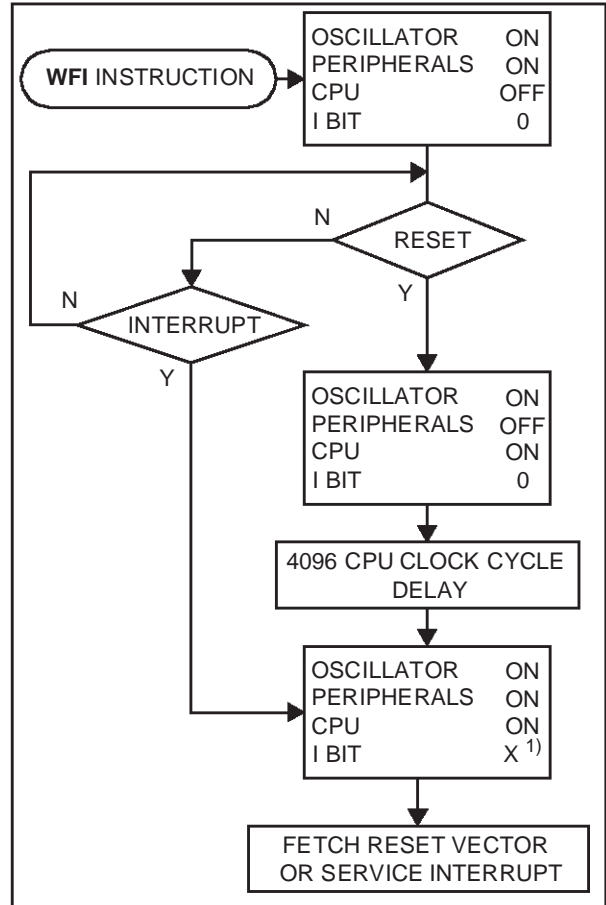 WFI INSTRUCTION
OSCILLATOR ON
PERIPHERALS ON
CPU OFF
I BIT 0
N
RESET
Y
N
INTERRUPT
Y
OSCILLATOR ON
PERIPHERALS OFF
CPU ON
I BIT 0
4096 CPU CLOCK CYCLE
DELAY
OSCILLATOR ON
PERIPHERALS ON
CPU ON
I BIT X 1)
FETCH RESET VECTOR
OR SERVICE INTERRUPT